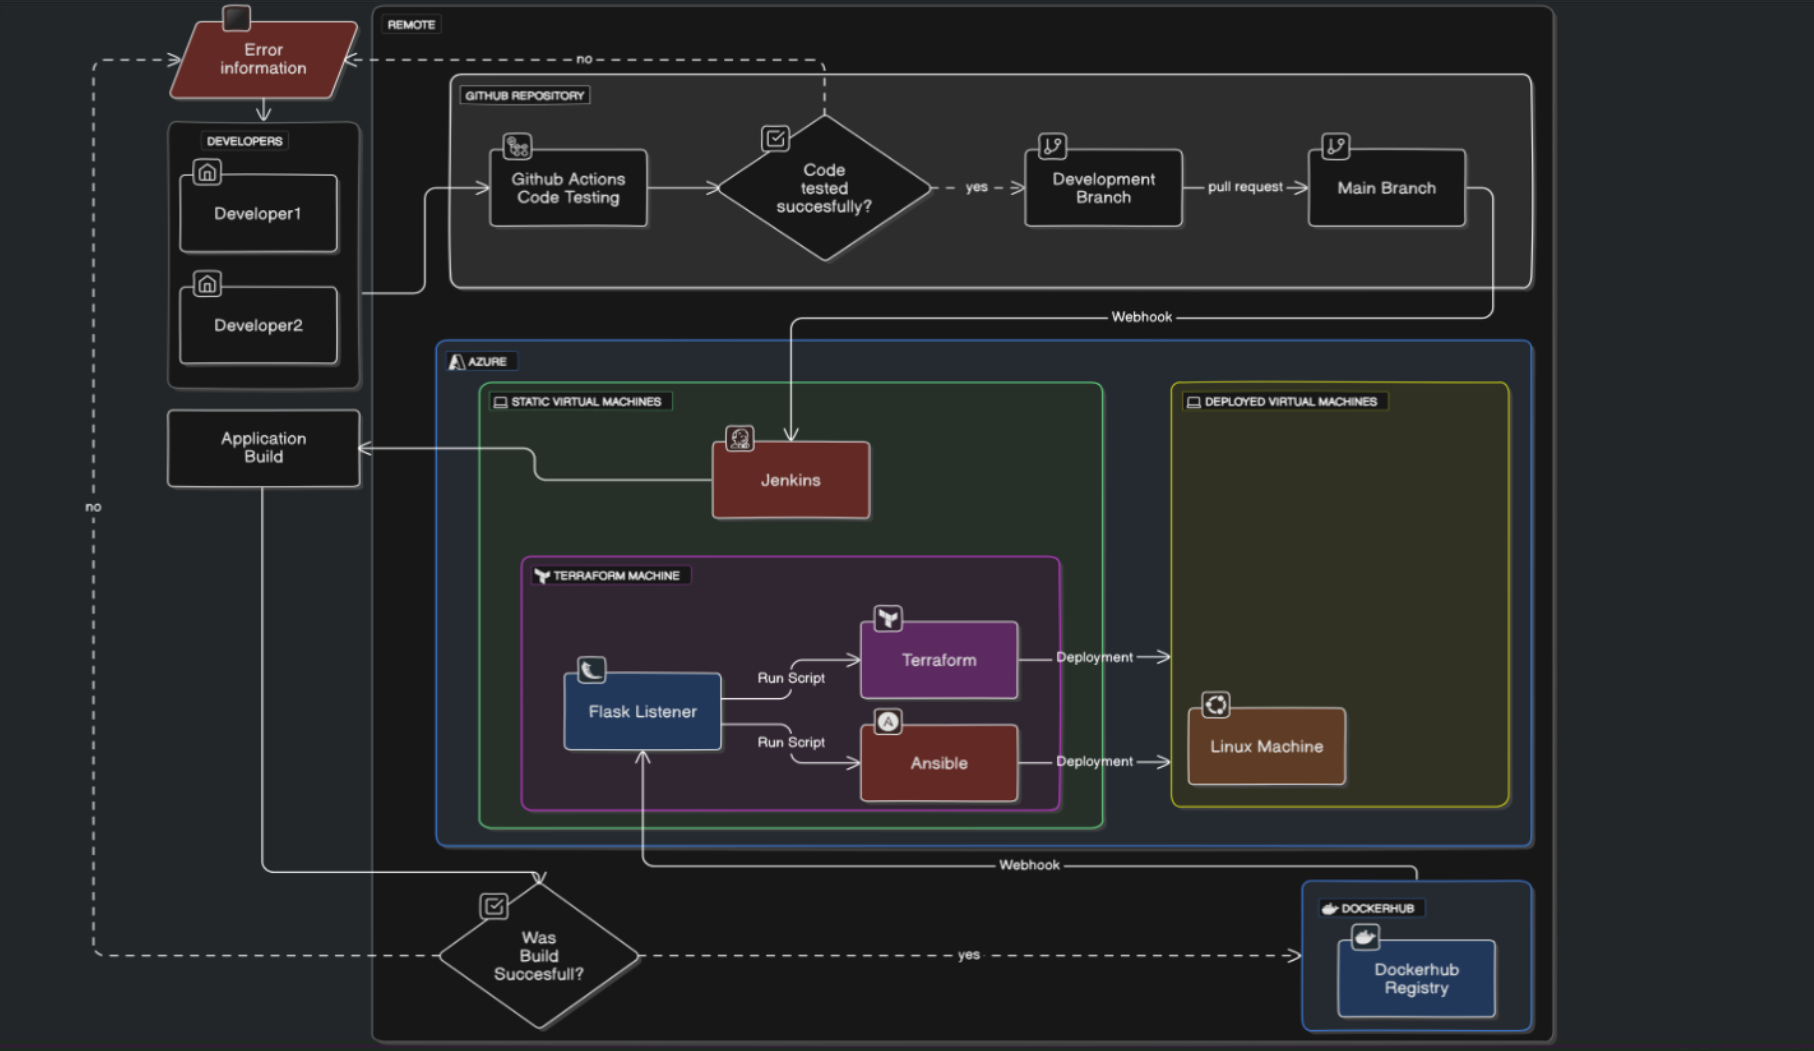 REMOTE
Error
information
no
GITHUB REPOSITORY
DEVELOPERS
Developer1
Developer2
Github Actions
Code Testing
Code
tested
succesfully?
yes
Development
Branch
pull request
Main Branch
Webhook
AZURE
STATIC VIRTUAL MACHINES
DEPLOYED VIRTUAL MACHINES
Application
Build
Jenkins
no
TERRAFORM MACHINE
Terraform
Deployment
Run Script
Flask Listener
Run Script
Ansible
Deployment
Linux Machine
Webhook
DOCKERHUB
Was
Build
Succesfull?
yes
Dockerhub
Registry